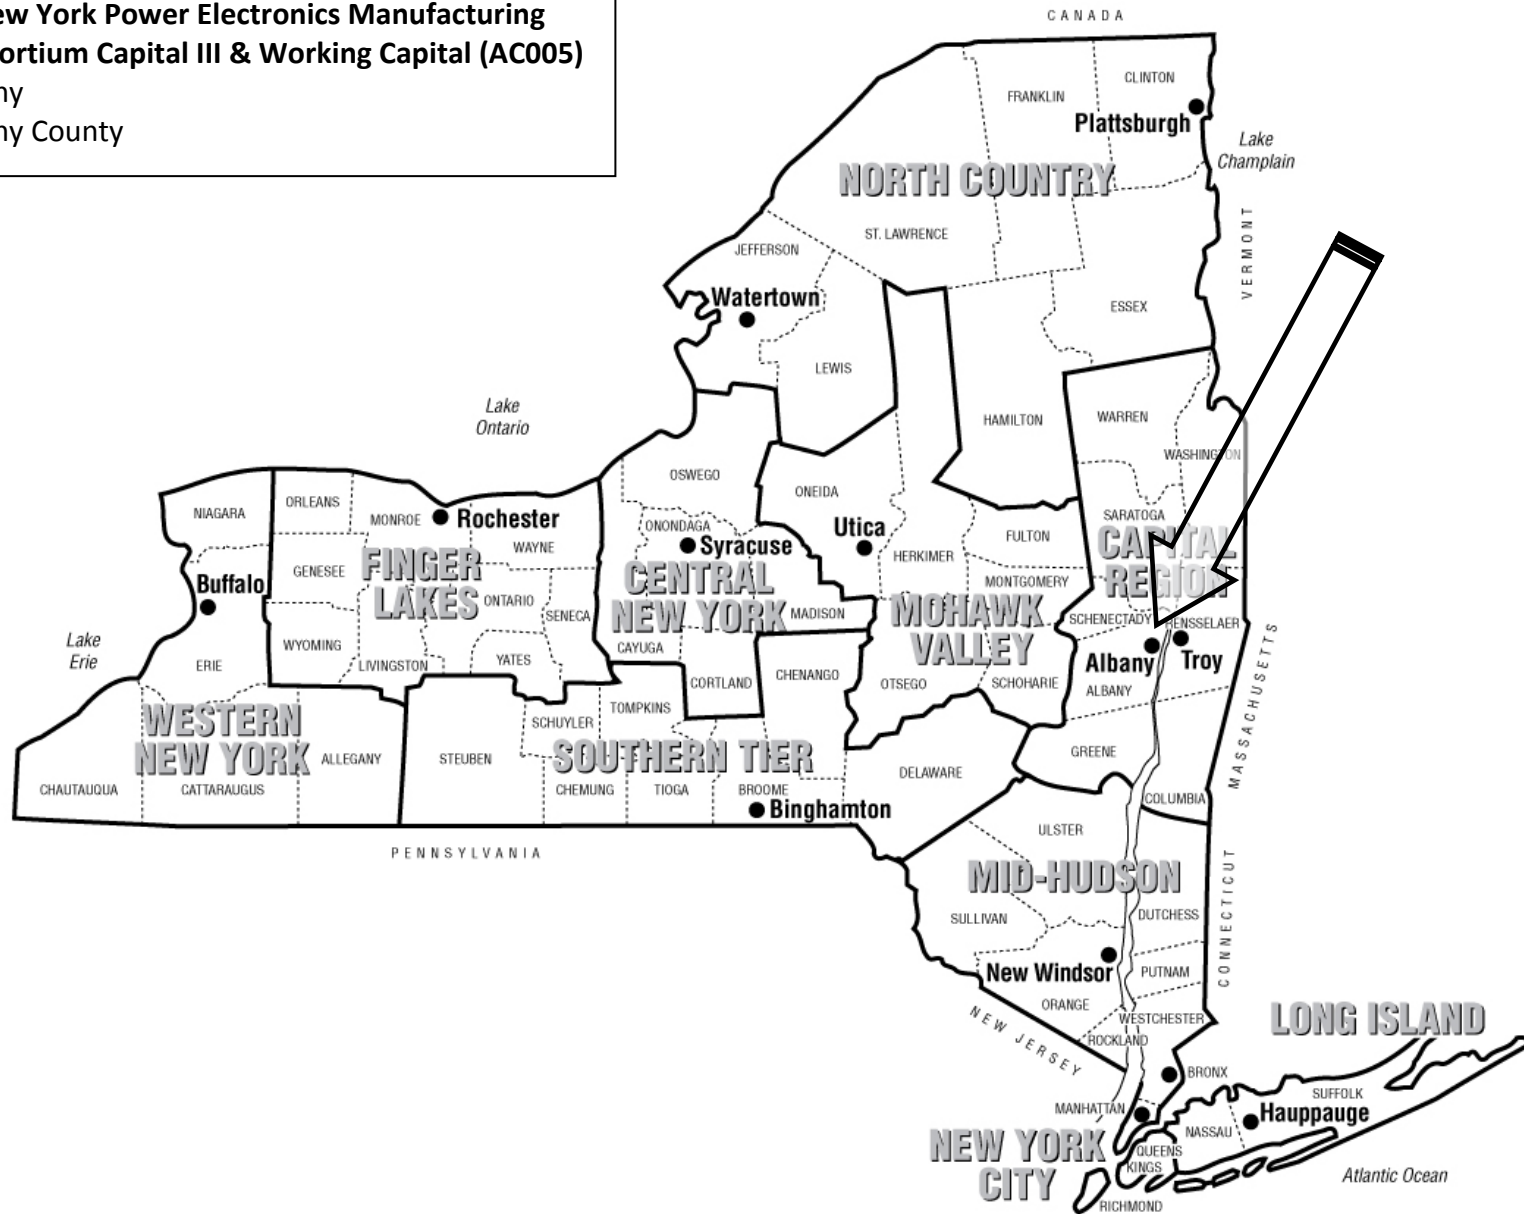 ew York Power Electronics Manufacturing
ortium Capital III & Working Capital (AC005)
ny
ny County
CANADA
CLINTON
FRANKLIN
Plattsburgh
Lake
Champlain
NORTH COUNTRY
VERMONT
ST. LAWRENCE
JEFFERSON
Watertown
ESSEX
LEWIS
Lake
Ontario
HAMILTON
WARREN
WASHINGTON
OSWEGO
ONEIDA
NIAGARA
ORLEANS
MONROE
Rochester
ONONDAGA
Syracuse
Utica
SARATOGA
FULTON
WAYNE
HERKIMER
CAPITAL
REGION
GENESEE
FINGER
LAKES
CENTRAL
NEW YORK
MONTGOMERY
Buffalo
ONTARIO
SENECA
MADISON
MOHAWK
VALLEY
SCHENECTADY
RENSSELAER
Lake
Erie
WYOMING
LIVINGSTON
YATES
CAYUGA
ERIE
CORTLAND
CHENANGO
OTSEGO
SCHOHARIE
Albany
Troy
ALBANY
MASSACHUSETTS
WESTERN
NEW YORK
TOMPKINS
SCHUYLER
SOUTHERN TIER
ALLEGANY
STEUBEN
GREENE
DELAWARE
CHAUTAUQUA
CATTARAUGUS
CHEMUNG
TIOGA
BROOME
Binghamton
COLUMBIA
PENNSYLVANIA
ULSTER
MID-HUDSON
SULLIVAN
DUTCHESS
CONNECTICUT
New Windsor
PUTNAM
ORANGE
WESTCHESTER
NEW JERSEY
ROCKLAND
LONG ISLAND
BRONX
SUFFOLK
MANHATTAN
Hauppauge
NASSAU
NEW YORK
CITY
QUEENS
KINGS
Atlantic Ocean
RICHMOND